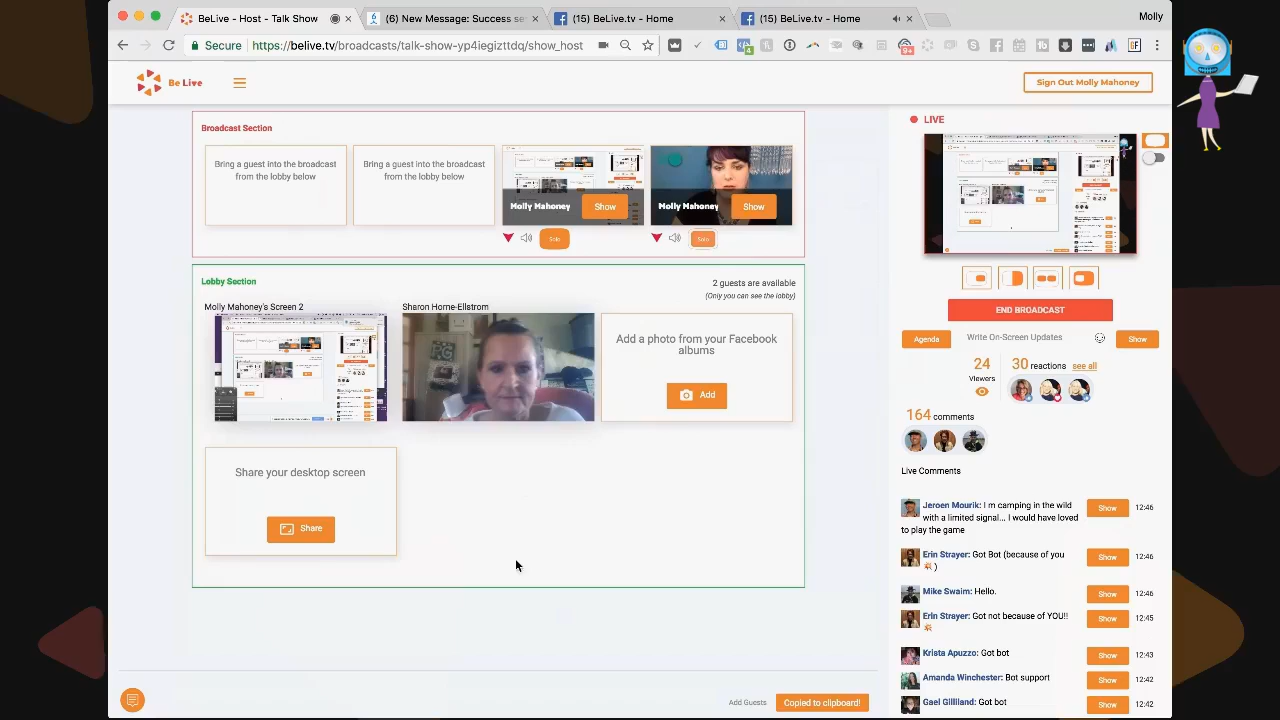 BeLive - Host - Talk Show
(6) New Message: Success se
(15) BeLive.tv - Home
(15) BeLive.tv - Home
Molly
Secure
https://belive.tv/broadcasts/talk-show-yp4iegizttdq/show_host
4
9+
GF
Be Live
Sign Out Molly Mahoney
Broadcast Section
Bring a guest into the broadcast
from the lobby below
Bring a guest into the broadcast
from the lobby below
Molly Mahoney
Show
Molly Mahoney
Show
Solo
Solo
Lobby Section
2 guests are available
(Only you can see the lobby)
Molly Mahoney's Screen 2
Sharon Horne-Ellstrom
Add a photo from your Facebook
albums
Add
Share your desktop screen
Share
Add Guests
Copied to clipboard!
LIVE
END BROADCAST
Agenda
Write On-Screen Updates
Show
24
Viewers
30 reactions
see all
164 comments
Live Comments
Jeroen Mourik: I m camping in the wild
with a limited signal... I would have loved
to play the game
Show
12:46
Erin Strayer: Got Bot (because of you
💥 )
Show
12:46
Mike Swaim: Hello.
Show
12:46
Erin Strayer: Got not because of YOU!!
💥
Show
12:45
Krista Apuzzo: Got bot
Show
12:43
Amanda Winchester: Bot support
Show
12:42
Gael Gilliland: Got bot
Show
12:42